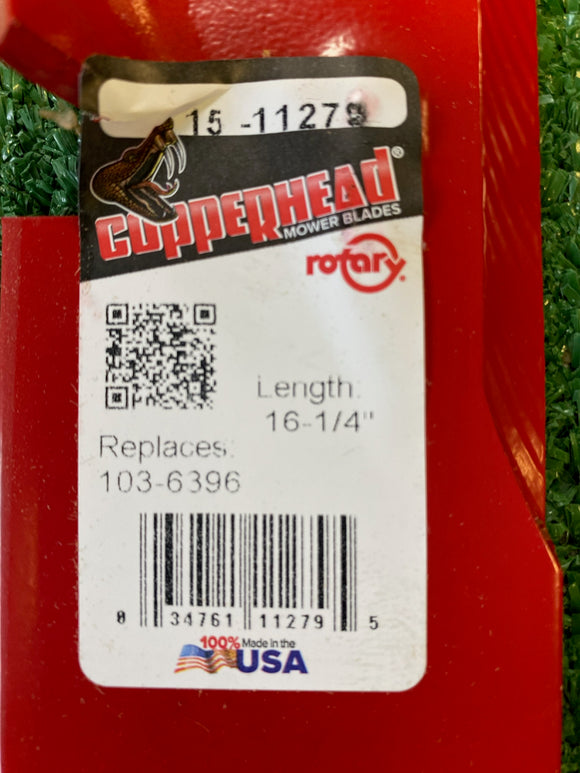 15 -11279
COPPERHEAD®
MOWER BLADES
rotary®
Length:
16-1/4"
Replaces:
103-6396
0 34761 11279 5
100% Made in the
USA